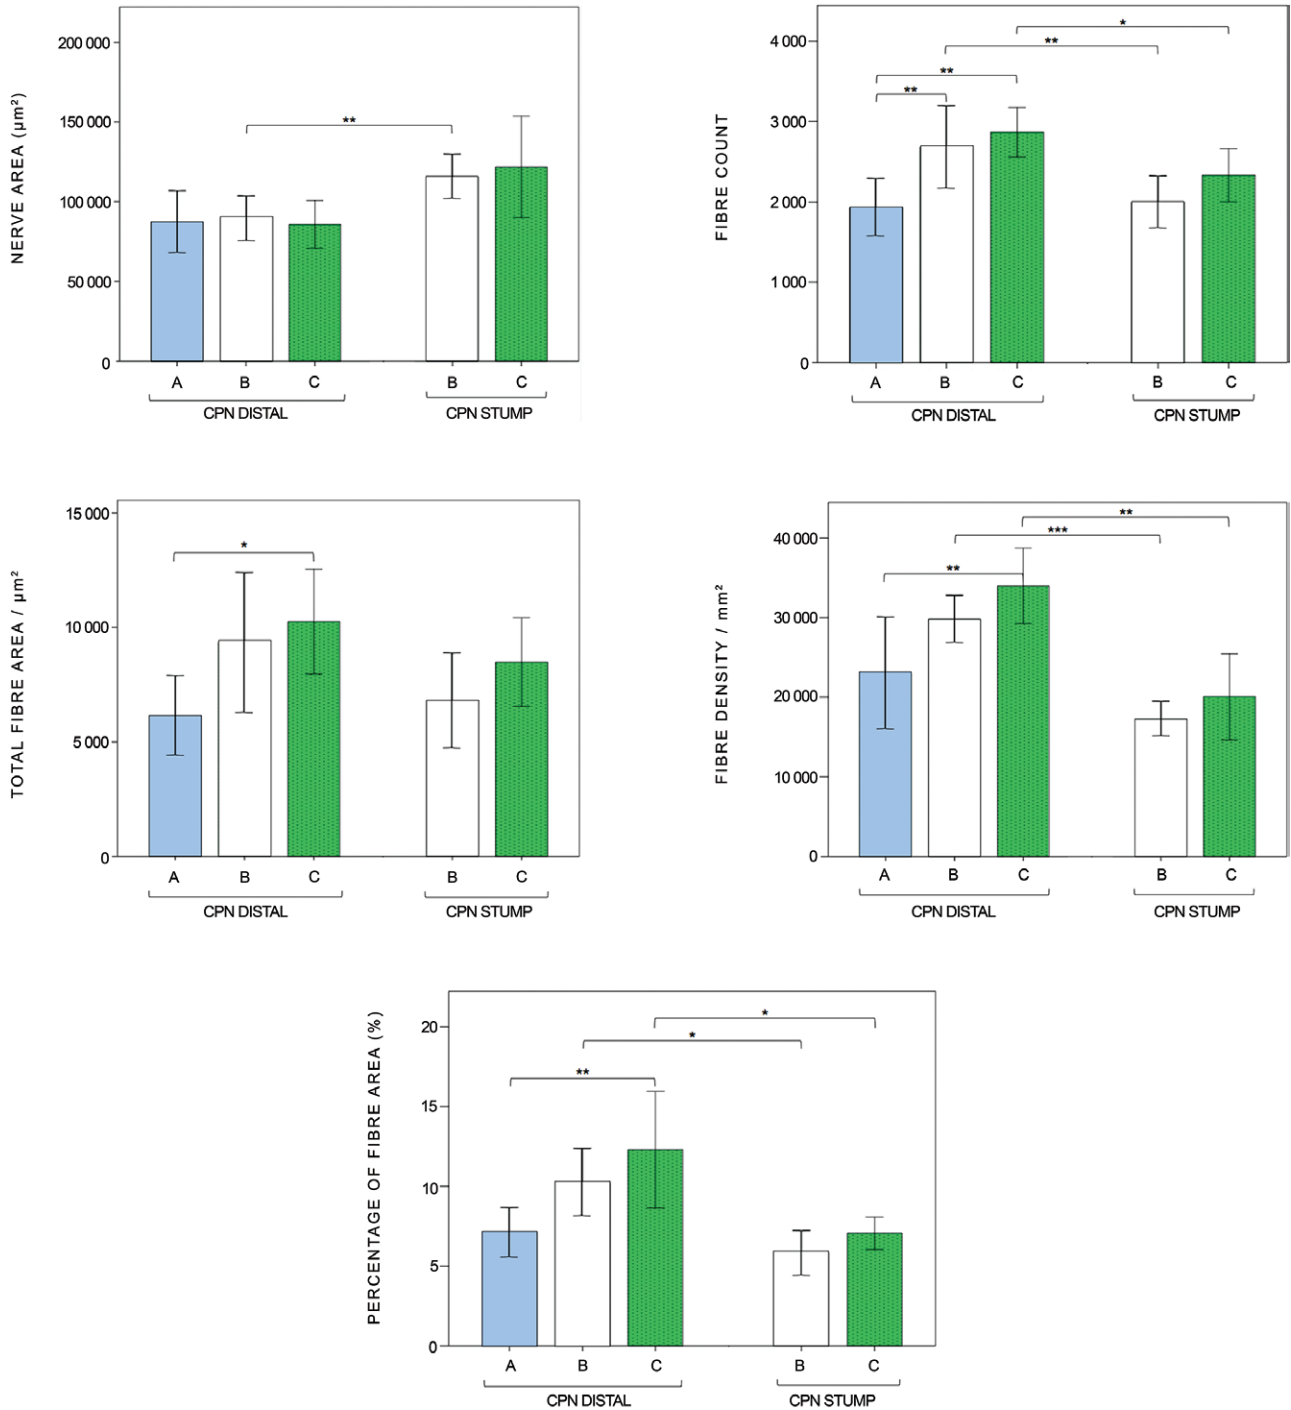 NERVE AREA (µm²)
200 000
150 000
100 000
50 000
0
**
A
B
C
B
C
CPN DISTAL
CPN STUMP
FIBRE COUNT
4 000
3 000
2 000
1 000
0
*
**
**
**
A
B
C
B
C
CPN DISTAL
CPN STUMP
TOTAL FIBRE AREA / µm²
15 000
10 000
5 000
0
*
A
B
C
B
C
CPN DISTAL
CPN STUMP
FIBRE DENSITY / mm²
40 000
30 000
20 000
10 000
0
**
***
**
A
B
C
B
C
CPN DISTAL
CPN STUMP
PERCENTAGE OF FIBRE AREA (%)
20
15
10
5
0
*
*
**
A
B
C
B
C
CPN DISTAL
CPN STUMP